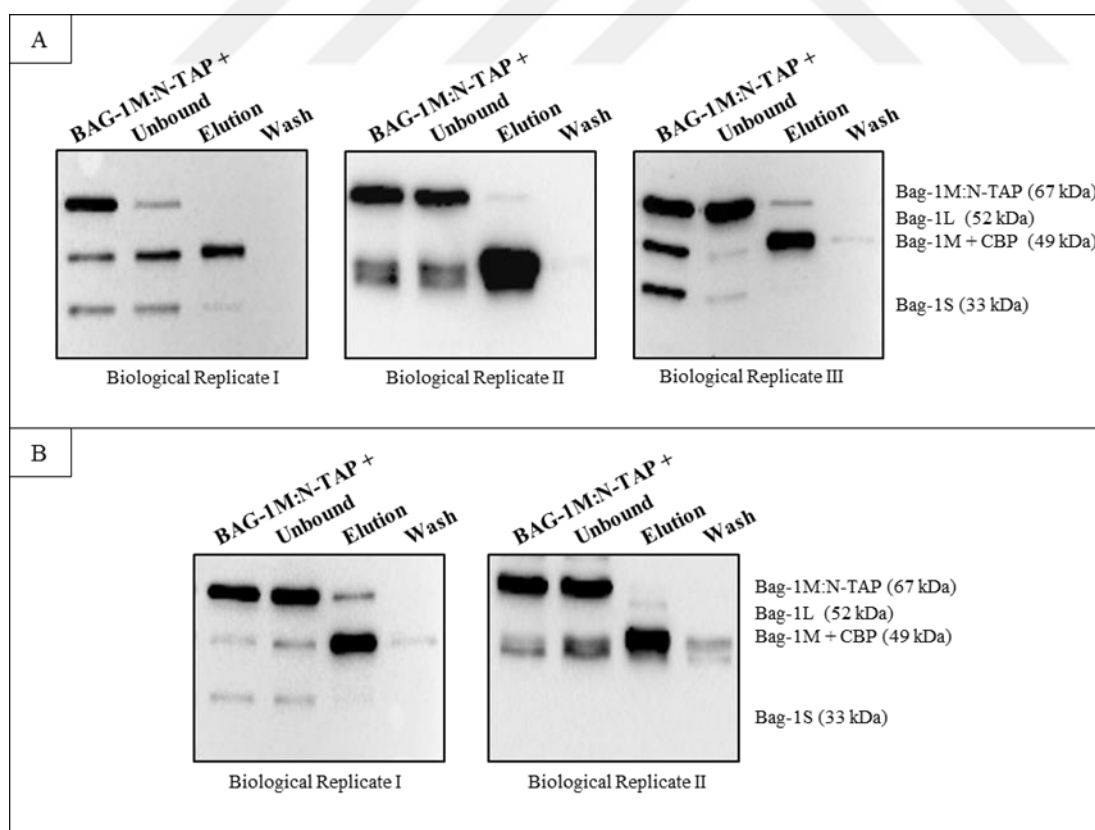 A
BAG-1M:N-TAP +
Unbound
Elution
Wash
BAG-1M:N-TAP +
Unbound
Elution
Wash
BAG-1M:N-TAP +
Unbound
Elution
Wash
Bag-1M:N-TAP (67 kDa)
Bag-1L (52 kDa)
Bag-1M + CBP (49 kDa)
Bag-1S (33 kDa)
Biological Replicate I
Biological Replicate II
Biological Replicate III
B
BAG-1M:N-TAP +
Unbound
Elution
Wash
BAG-1M:N-TAP +
Unbound
Elution
Wash
Bag-1M:N-TAP (67 kDa)
Bag-1L (52 kDa)
Bag-1M + CBP (49 kDa)
Bag-1S (33 kDa)
Biological Replicate I
Biological Replicate II